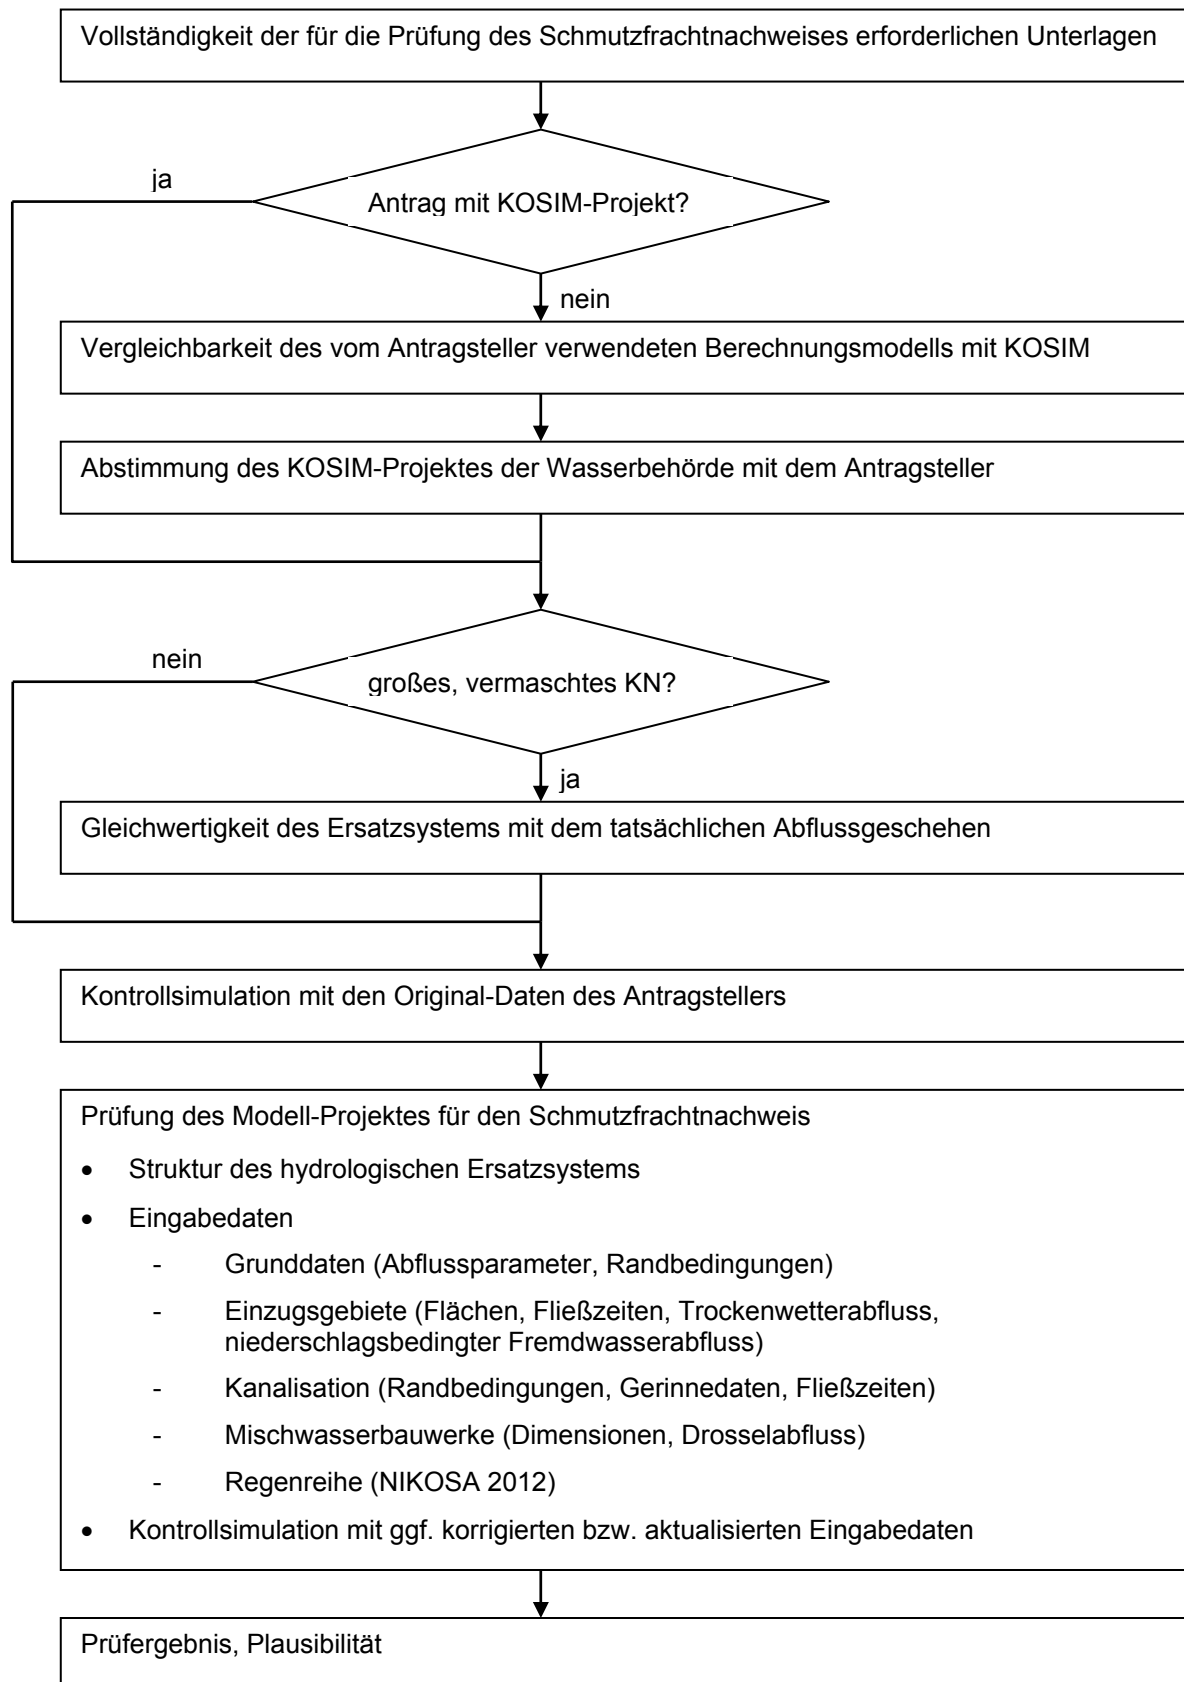 Vollständigkeit der für die Prüfung des Schmutzfrachtnachweises erforderlichen Unterlagen
ja
Antrag mit KOSIM-Projekt?
nein
Vergleichbarkeit des vom Antragsteller verwendeten Berechnungsmodells mit KOSIM
Abstimmung des KOSIM-Projektes der Wasserbehörde mit dem Antragsteller
nein
großes, vermaschtes KN?
ja
Gleichwertigkeit des Ersatzsystems mit dem tatsächlichen Abflussgeschehen
Kontrollsimulation mit den Original-Daten des Antragstellers
Prüfung des Modell-Projektes für den Schmutzfrachtnachweis
• Struktur des hydrologischen Ersatzsystems
• Eingabedaten
- Grunddaten (Abflussparameter, Randbedingungen)
- Einzugsgebiete (Flächen, Fließzeiten, Trockenwetterabfluss,
niederschlagsbedingter Fremdwasserabfluss)
- Kanalisation (Randbedingungen, Gerinnedaten, Fließzeiten)
- Mischwasserbauwerke (Dimensionen, Drosselabfluss)
- Regenreihe (NIKOSA 2012)
• Kontrollsimulation mit ggf. korrigierten bzw. aktualisierten Eingabedaten
Prüfergebnis, Plausibilität